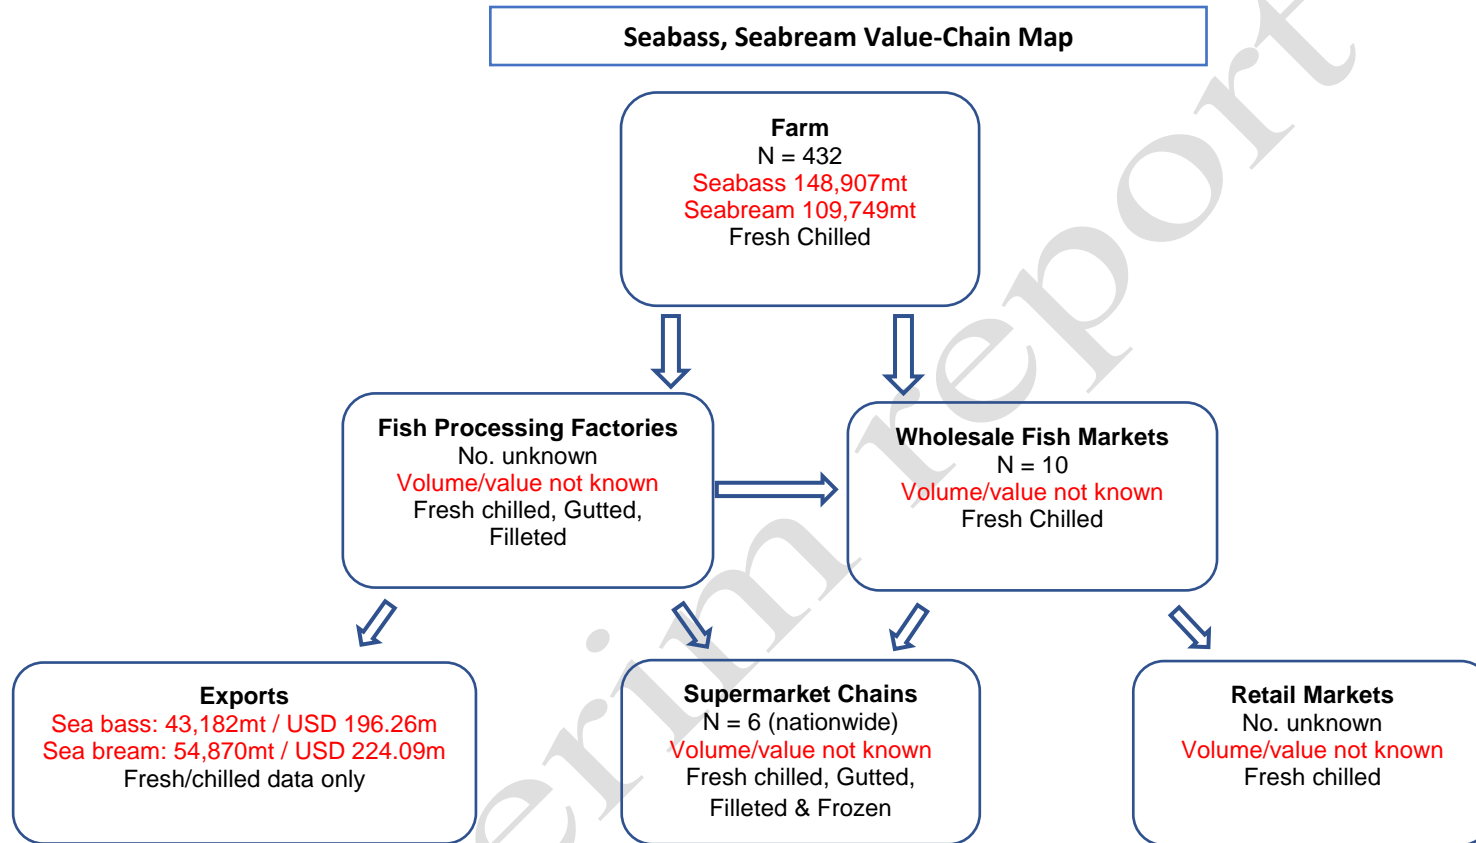 Seabass, Seabream Value-Chain Map
Farm
N = 432
Seabass 148,907mt
Seabream 109,749mt
Fresh Chilled
Fish Processing Factories
No. unknown
Volume/value not known
Fresh chilled, Gutted,
Filleted
Wholesale Fish Markets
N = 10
Volume/value not known
Fresh Chilled
Exports
Sea bass: 43,182mt / USD 196.26m
Sea bream: 54,870mt / USD 224.09m
Fresh/chilled data only
Supermarket Chains
N = 6 (nationwide)
Volume/value not known
Fresh chilled, Gutted,
Filleted & Frozen
Retail Markets
No. unknown
Volume/value not known
Fresh chilled
erim report